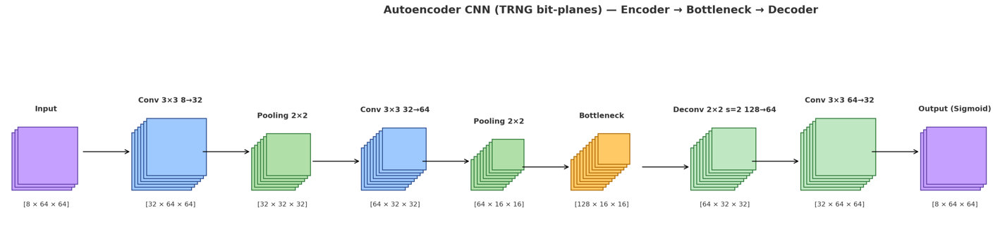 Autoencoder CNN (TRNG bit-planes) — Encoder → Bottleneck → Decoder
Input
[8 × 64 × 64]
Conv 3×3 8→32
[32 × 64 × 64]
Pooling 2×2
[32 × 32 × 32]
Conv 3×3 32→64
[64 × 32 × 32]
Pooling 2×2
[64 × 16 × 16]
Bottleneck
[128 × 16 × 16]
Deconv 2×2 s=2 128→64
[64 × 32 × 32]
Conv 3×3 64→32
[32 × 64 × 64]
Output (Sigmoid)
[8 × 64 × 64]